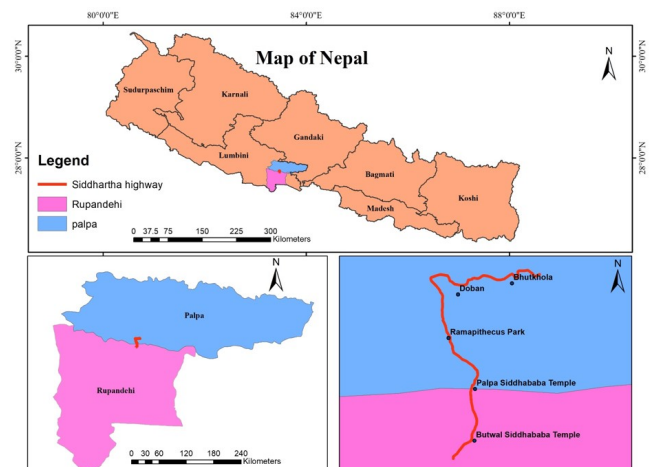 80°0'0"E 84°0'0"E 88°0'0"E
30°0'0"N
30°0'0"N
28°0'0"N
28°0'0"N
Map of Nepal
N
Sudurpaschim
Karnali
Gandaki
Lumbini
Bagmati
Koshi
Madesh
Legend
Siddhartha highway
Rupandehi
palpa
0 37.5 75 150 225 300
Kilometers
N
Palpa
Rupandehi
0 30 60 120 180 240
Kilometers
N
Bhutkhola
Doban
Ramapithecus Park
Palpa Siddhababa Temple
Butwal Siddhababa Temple